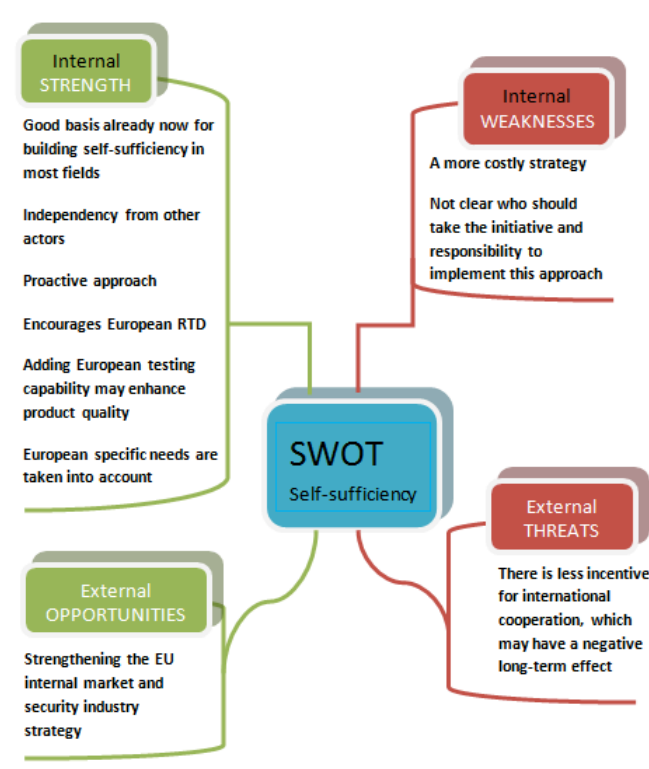 Internal
STRENGTH
Good basis already now for
building self-sufficiency in
most fields
Independency from other
actors
Proactive approach
Encourages European RTD
Adding European testing
capability may enhance
product quality
European specific needs are
taken into account
Internal
WEAKNESSES
A more costly strategy
Not clear who should
take the initiative and
responsibility to
implement this approach
SWOT
Self-sufficiency
External
OPPORTUNITIES
Strengthening the EU
internal market and
security industry
strategy
External
THREATS
There is less incentive
for international
cooperation, which
may have a negative
long-term effect